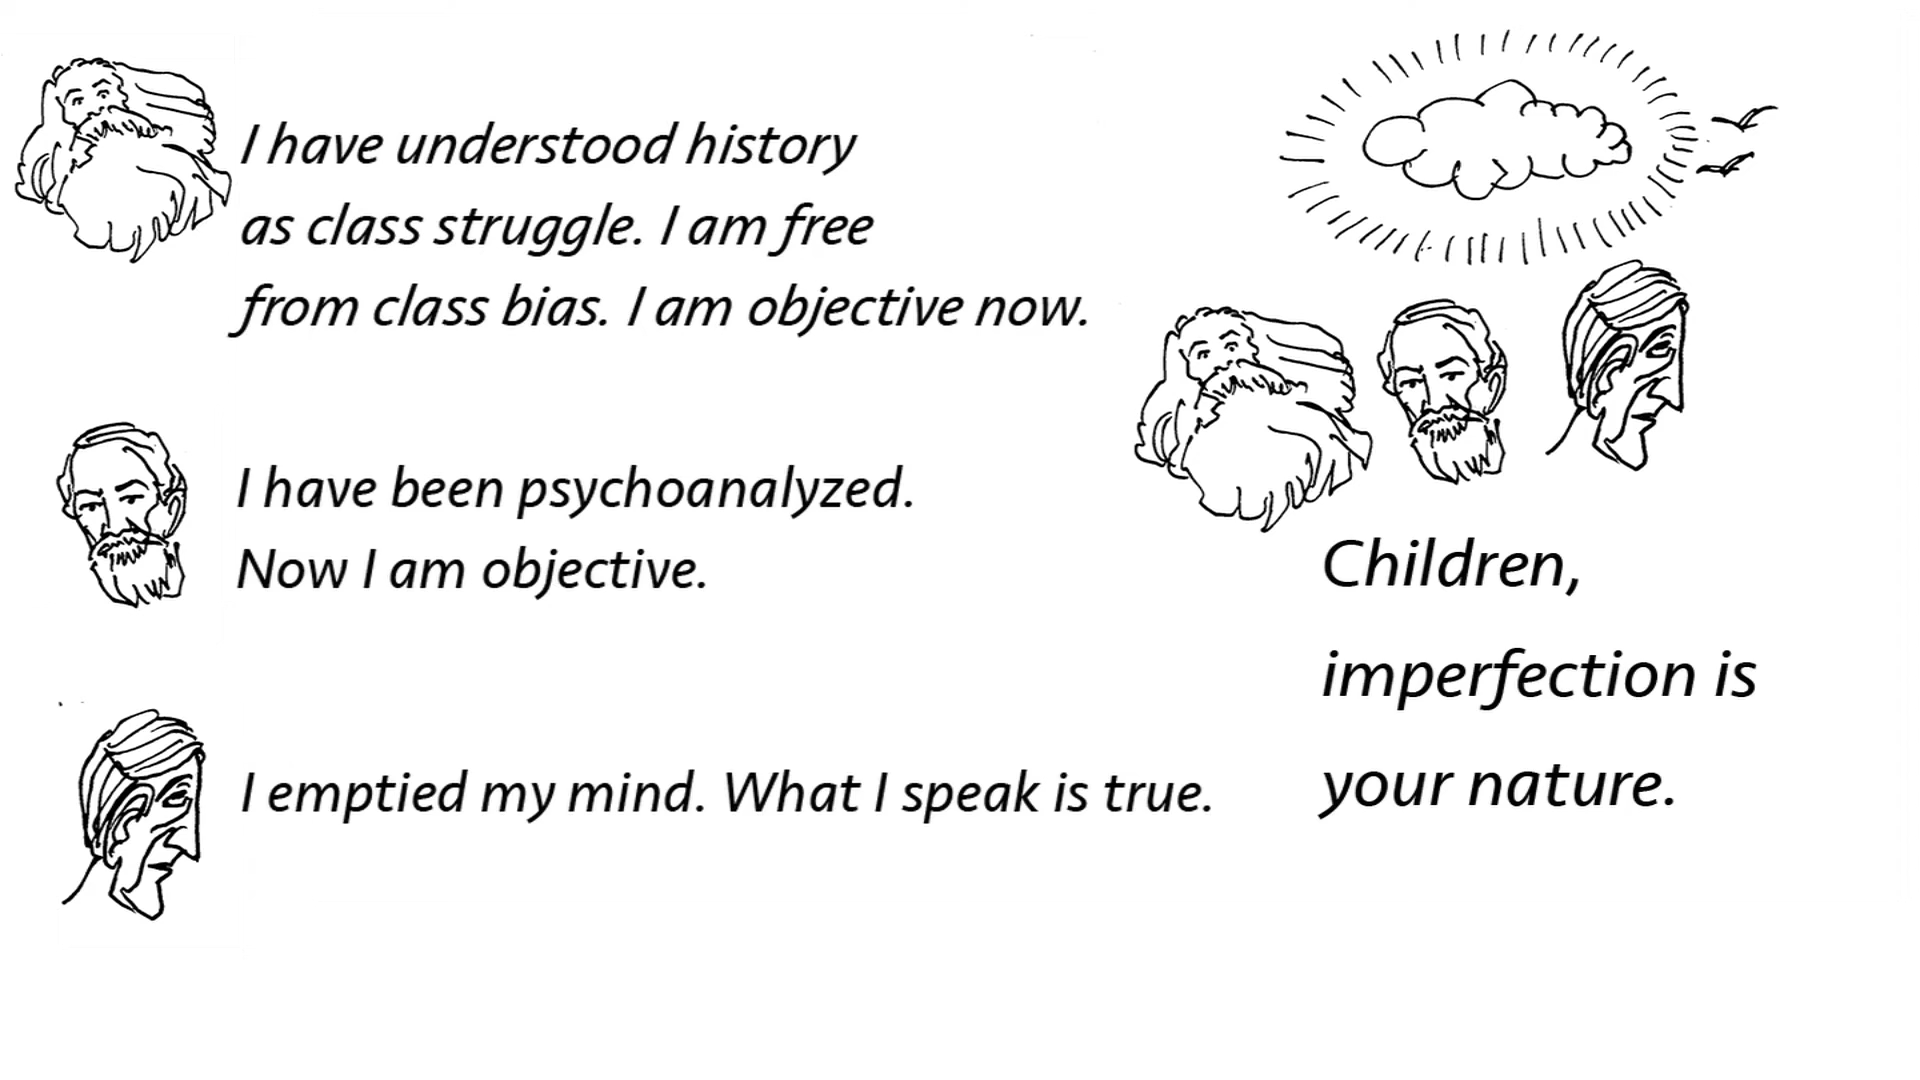 I have understood history
as class struggle. I am free
from class bias. I am objective now.
I have been psychoanalyzed.
Now I am objective.
I emptied my mind. What I speak is true.
Children,
imperfection is
your nature.